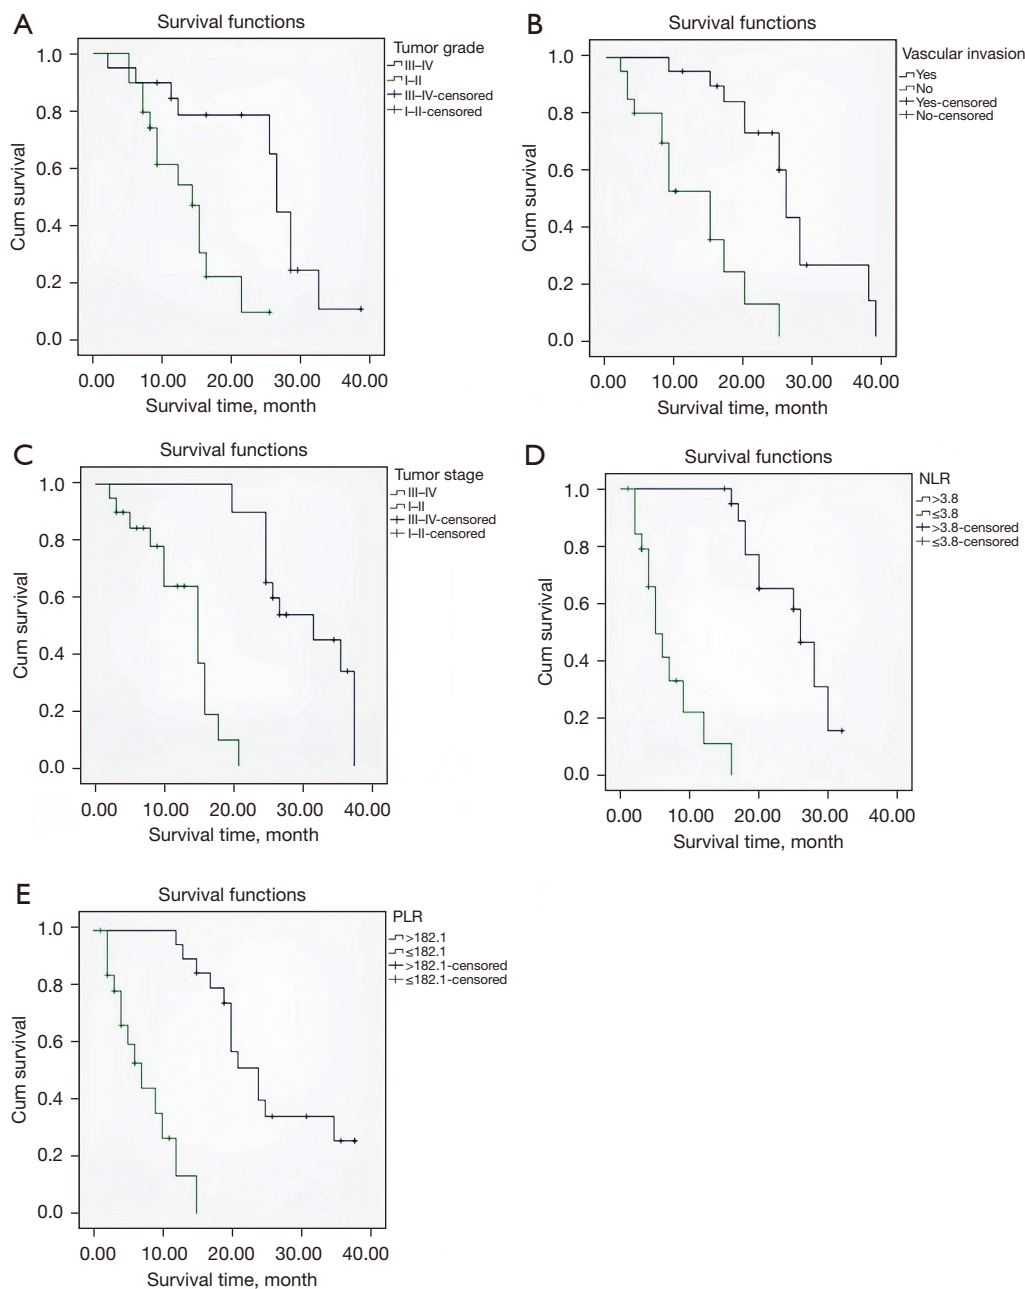 A
Survival functions
Tumor grade
III–IV
I–II
III–IV-censored
I–II-censored
Cum survival
1.0
0.8
0.6
0.4
0.2
0.0
0.00 10.00 20.00 30.00 40.00
Survival time, month
B
Survival functions
Vascular invasion
Yes
No
Yes-censored
No-censored
Cum survival
1.0
0.8
0.6
0.4
0.2
0.0
0.00 10.00 20.00 30.00 40.00
Survival time, month
C
Survival functions
Tumor stage
III–IV
I–II
III–IV-censored
I–II-censored
Cum survival
1.0
0.8
0.6
0.4
0.2
0.0
0.00 10.00 20.00 30.00 40.00
Survival time, month
D
Survival functions
NLR
>3.8
≤3.8
>3.8-censored
≤3.8-censored
Cum survival
1.0
0.8
0.6
0.4
0.2
0.0
0.00 10.00 20.00 30.00 40.00
Survival time, month
E
Survival functions
PLR
>182.1
≤182.1
>182.1-censored
≤182.1-censored
Cum survival
1.0
0.8
0.6
0.4
0.2
0.0
0.00 10.00 20.00 30.00 40.00
Survival time, month